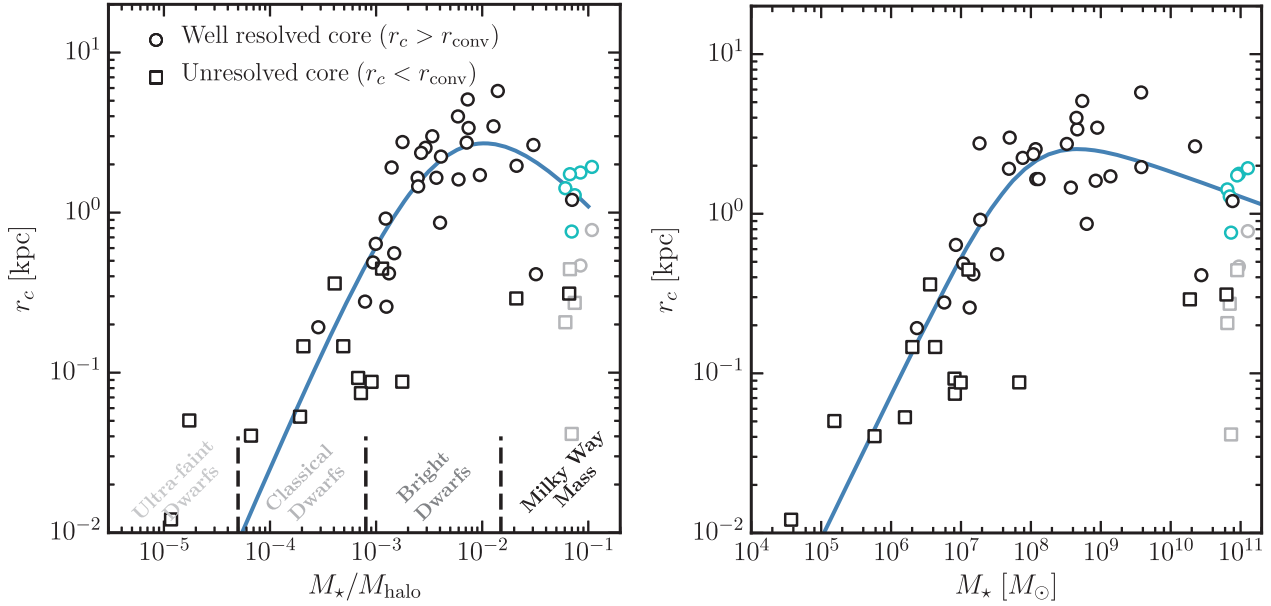 Well resolved core (r_c > r_conv)
Unresolved core (r_c < r_conv)
r_c [kpc]
10^1
10^0
10^-1
10^-2
Ultra-faint
Dwarfs
Classical
Dwarfs
Bright
Dwarfs
Milky Way
Mass
10^-5 10^-4 10^-3 10^-2 10^-1
M_⋆/M_halo
r_c [kpc]
10^1
10^0
10^-1
10^-2
10^4 10^5 10^6 10^7 10^8 10^9 10^10 10^11
M_⋆ [M_⊙]